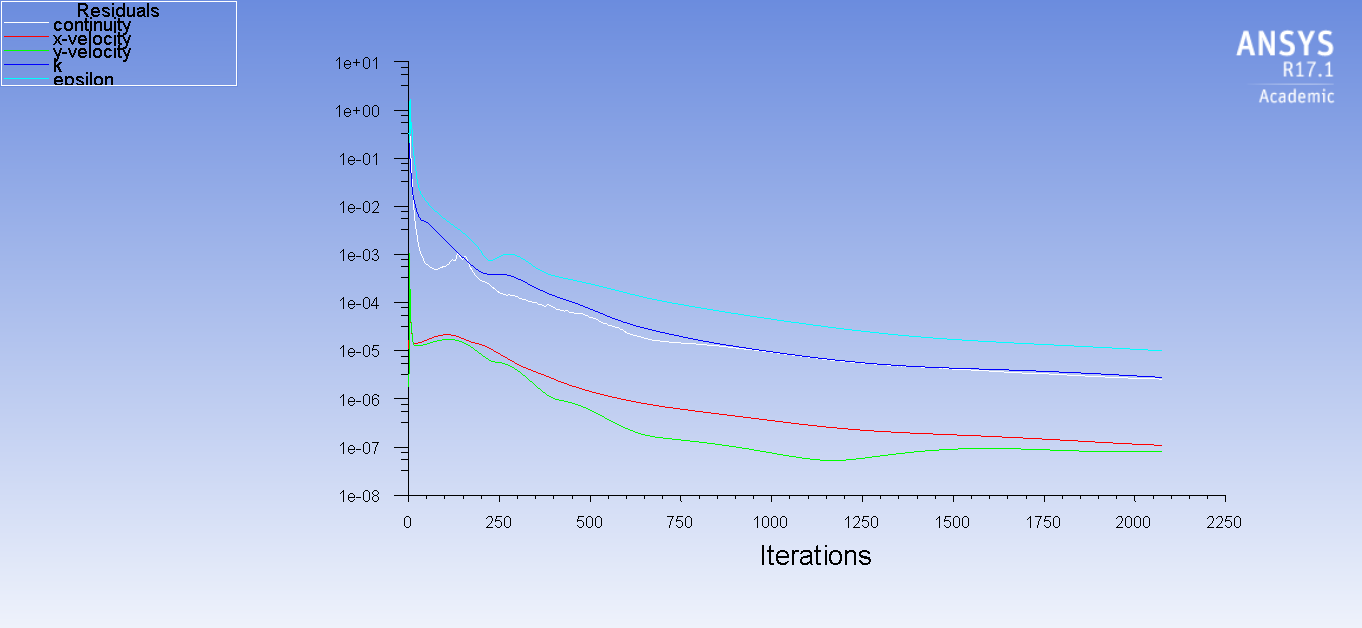 Residuals
continuity
x-velocity
y-velocity
k
epsilon
ANSYS
R17.1
Academic
1e+01
1e+00
1e-01
1e-02
1e-03
1e-04
1e-05
1e-06
1e-07
1e-08
0 250 500 750 1000 1250 1500 1750 2000 2250
Iterations